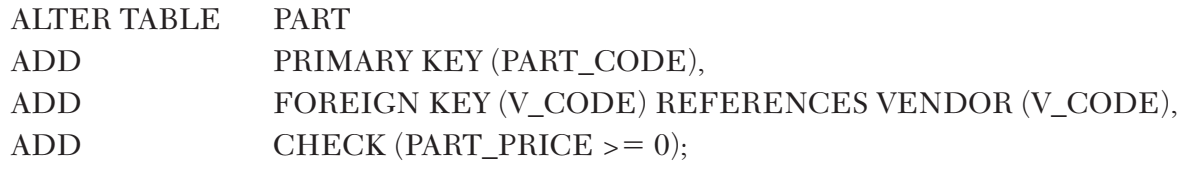 ALTER TABLE PART
ADD PRIMARY KEY (PART_CODE),
ADD FOREIGN KEY (V_CODE) REFERENCES VENDOR (V_CODE),
ADD CHECK (PART_PRICE >= 0);